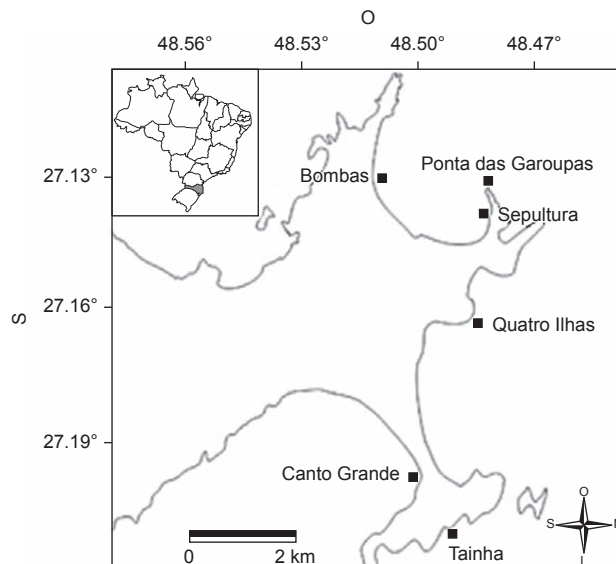 O
48.56° 48.53° 48.50° 48.47°
27.13°
27.16°
27.19°
S
Bombas
Ponta das Garoupas
Sepultura
Quatro Ilhas
Canto Grande
Tainha
0 2 km
O
S